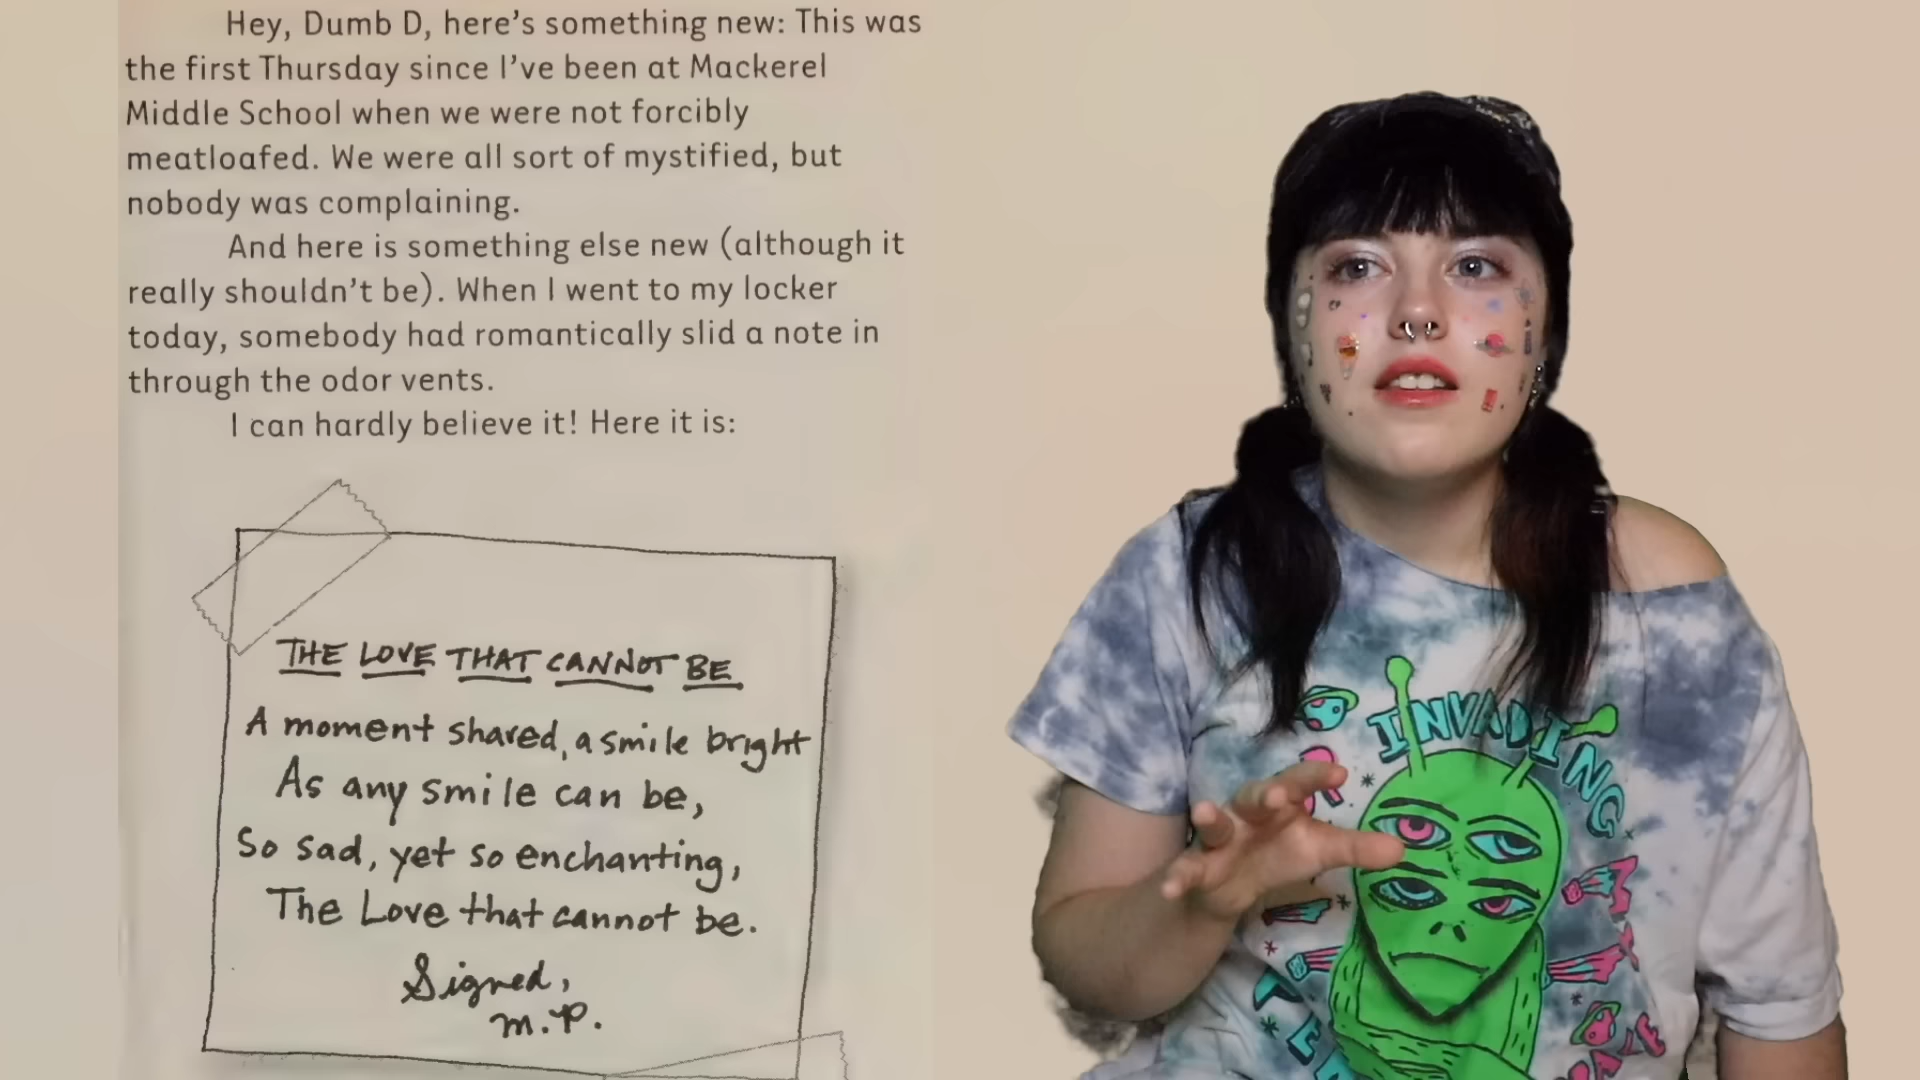 Hey, Dumb D, here's something new: This was
the first Thursday since I've been at Mackerel
Middle School when we were not forcibly
meatloafed. We were all sort of mystified, but
nobody was complaining.
And here is something else new (although it
really shouldn't be). When I went to my locker
today, somebody had romantically slid a note in
through the odor vents.
I can hardly believe it! Here it is:
THE LOVE THAT CANNOT BE
A moment shared, a smile bright
As any smile can be,
So sad, yet so enchanting,
The Love that cannot be.
Signed,
m.p.
INVADING